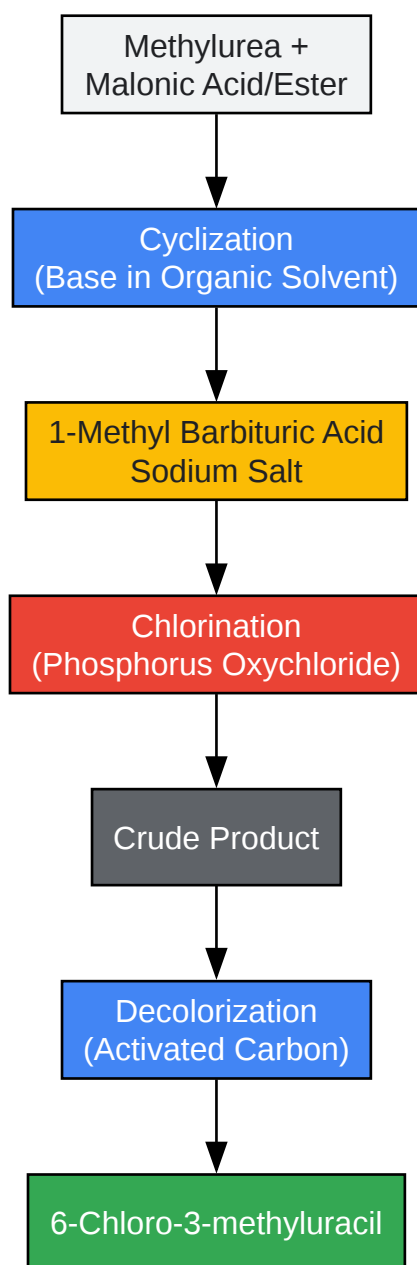 Methylurea +
Malonic Acid/Ester
Cyclization
(Base in Organic Solvent)
1-Methyl Barbituric Acid
Sodium Salt
Chlorination
(Phosphorus Oxychloride)
Crude Product
Decolorization
(Activated Carbon)
6-Chloro-3-methyluracil